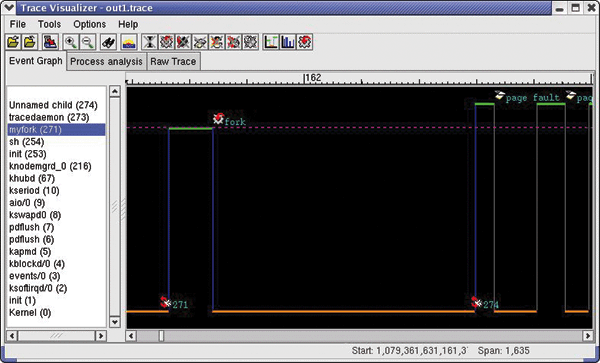 Trace Visualizer - out1.trace
File Tools Options Help
Event Graph Process analysis Raw Trace
162
Unnamed child (274)
tracedaemon (273)
myfork (271)
sh (254)
init (253)
knodemgrd_0 (216)
khubd (67)
kseriod (10)
aio/0 (9)
kswapd0 (8)
pdflush (7)
pdflush (6)
kapmd (5)
kblockd/0 (4)
events/0 (3)
ksoftirqd/0 (2)
init (1)
Kernel (0)
page fault
pag
fork
271
274
Start: 1,079,361,631,161,3 Span: 1,635